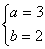 a = 3
b = 2